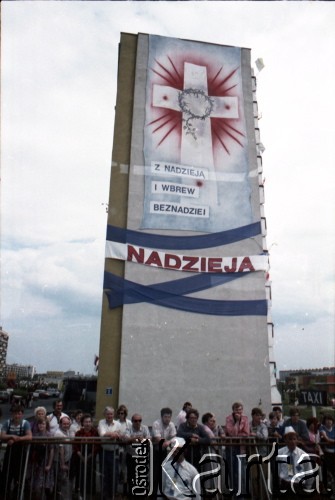 Z NADZIEJĄ
I WBREW
BEZNADZIEI
NADZIEJA
TAXI
ośrodek
Karta